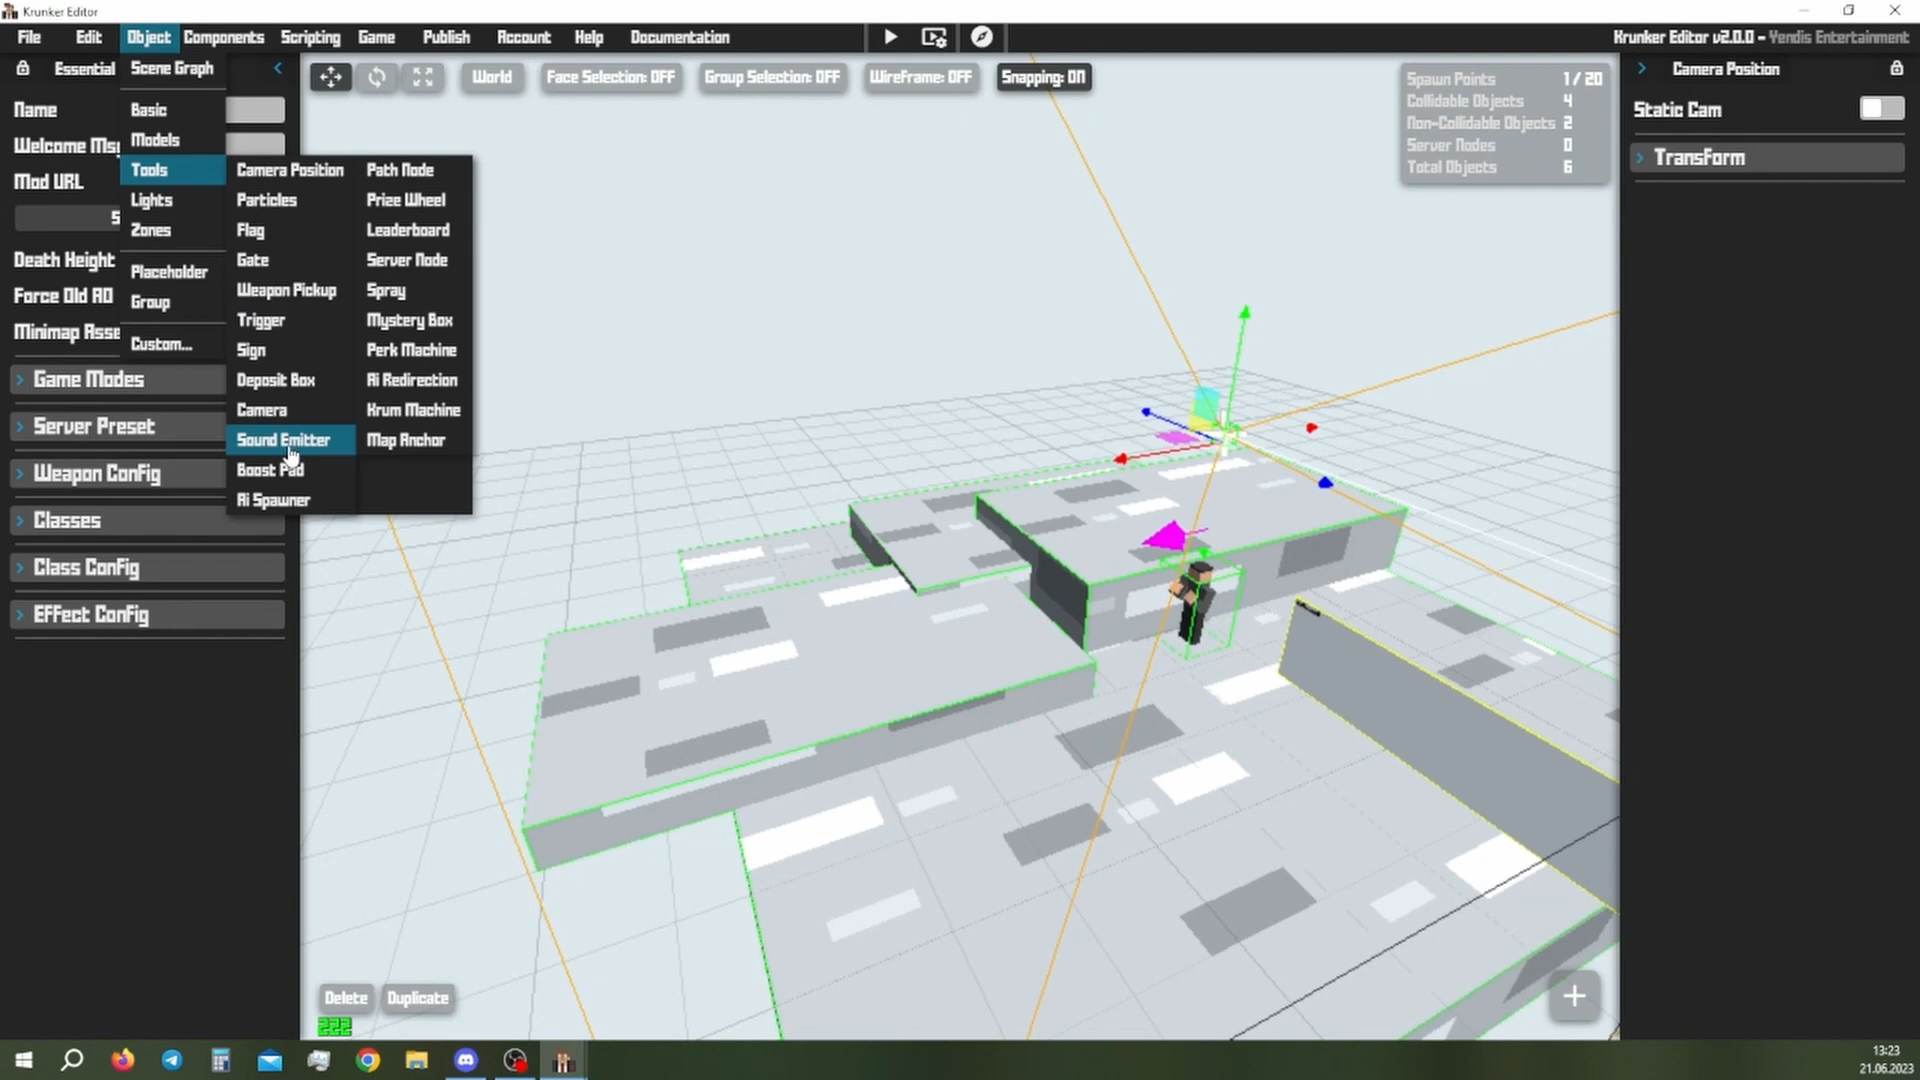 Krunker Editor
File Edit Object Components Scripting Game Publish Account Help Documentation
Krunker Editor v2.0.0 - Yendis Entertainment
Essential
Name
Welcome Msg
Mod URL
S
Death Height
Force Old AO
Minimap Asse
Game Modes
Server Preset
Weapon Config
Classes
Class Config
Effect Config
Scene Graph
Basic
Models
Tools
Lights
Zones
Placeholder
Group
Custom...
Camera Position
Particles
Flag
Gate
Weapon Pickup
Trigger
Sign
Deposit Box
Camera
Sound Emitter
Boost Pad
Ai Spawner
Path Node
Prize Wheel
Leaderboard
Server Node
Spray
Mystery Box
Perk Machine
Ai Redirection
Krum Machine
Map Anchor
World
Face Selection: OFF
Group Selection: OFF
WireFrame: OFF
Snapping: ON
Spawn Points 1 / 20
Collidable Objects 4
Non-Collidable Objects 2
Server Nodes 0
Total Objects 6
Camera Position
Static Cam
Transform
Delete
Duplicate
222
13:23
21.06.2023